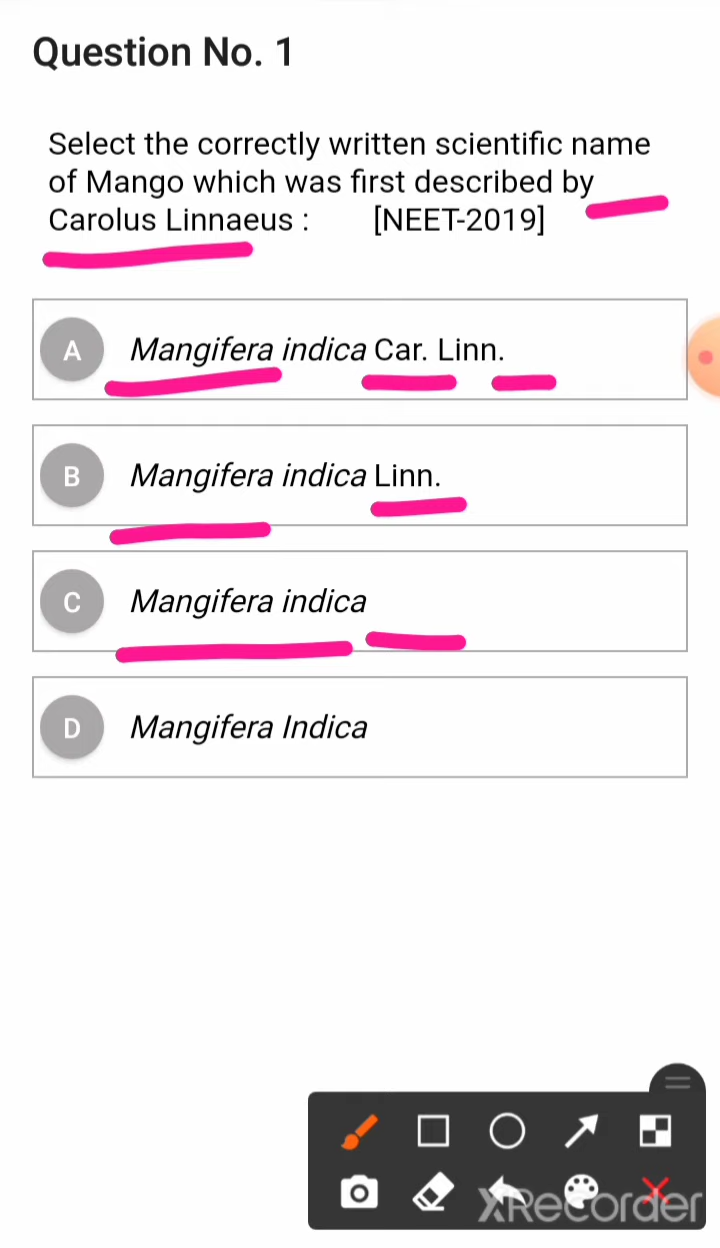 Question No. 1
Select the correctly written scientific name
of Mango which was first described by
Carolus Linnaeus : [NEET-2019]
A Mangifera indica Car. Linn.
B Mangifera indica Linn.
C Mangifera indica
D Mangifera Indica
XRecorder